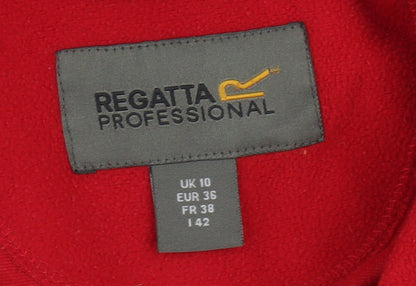 REGATTA
PROFESSIONAL
UK 10
EUR 36
FR 38
I 42